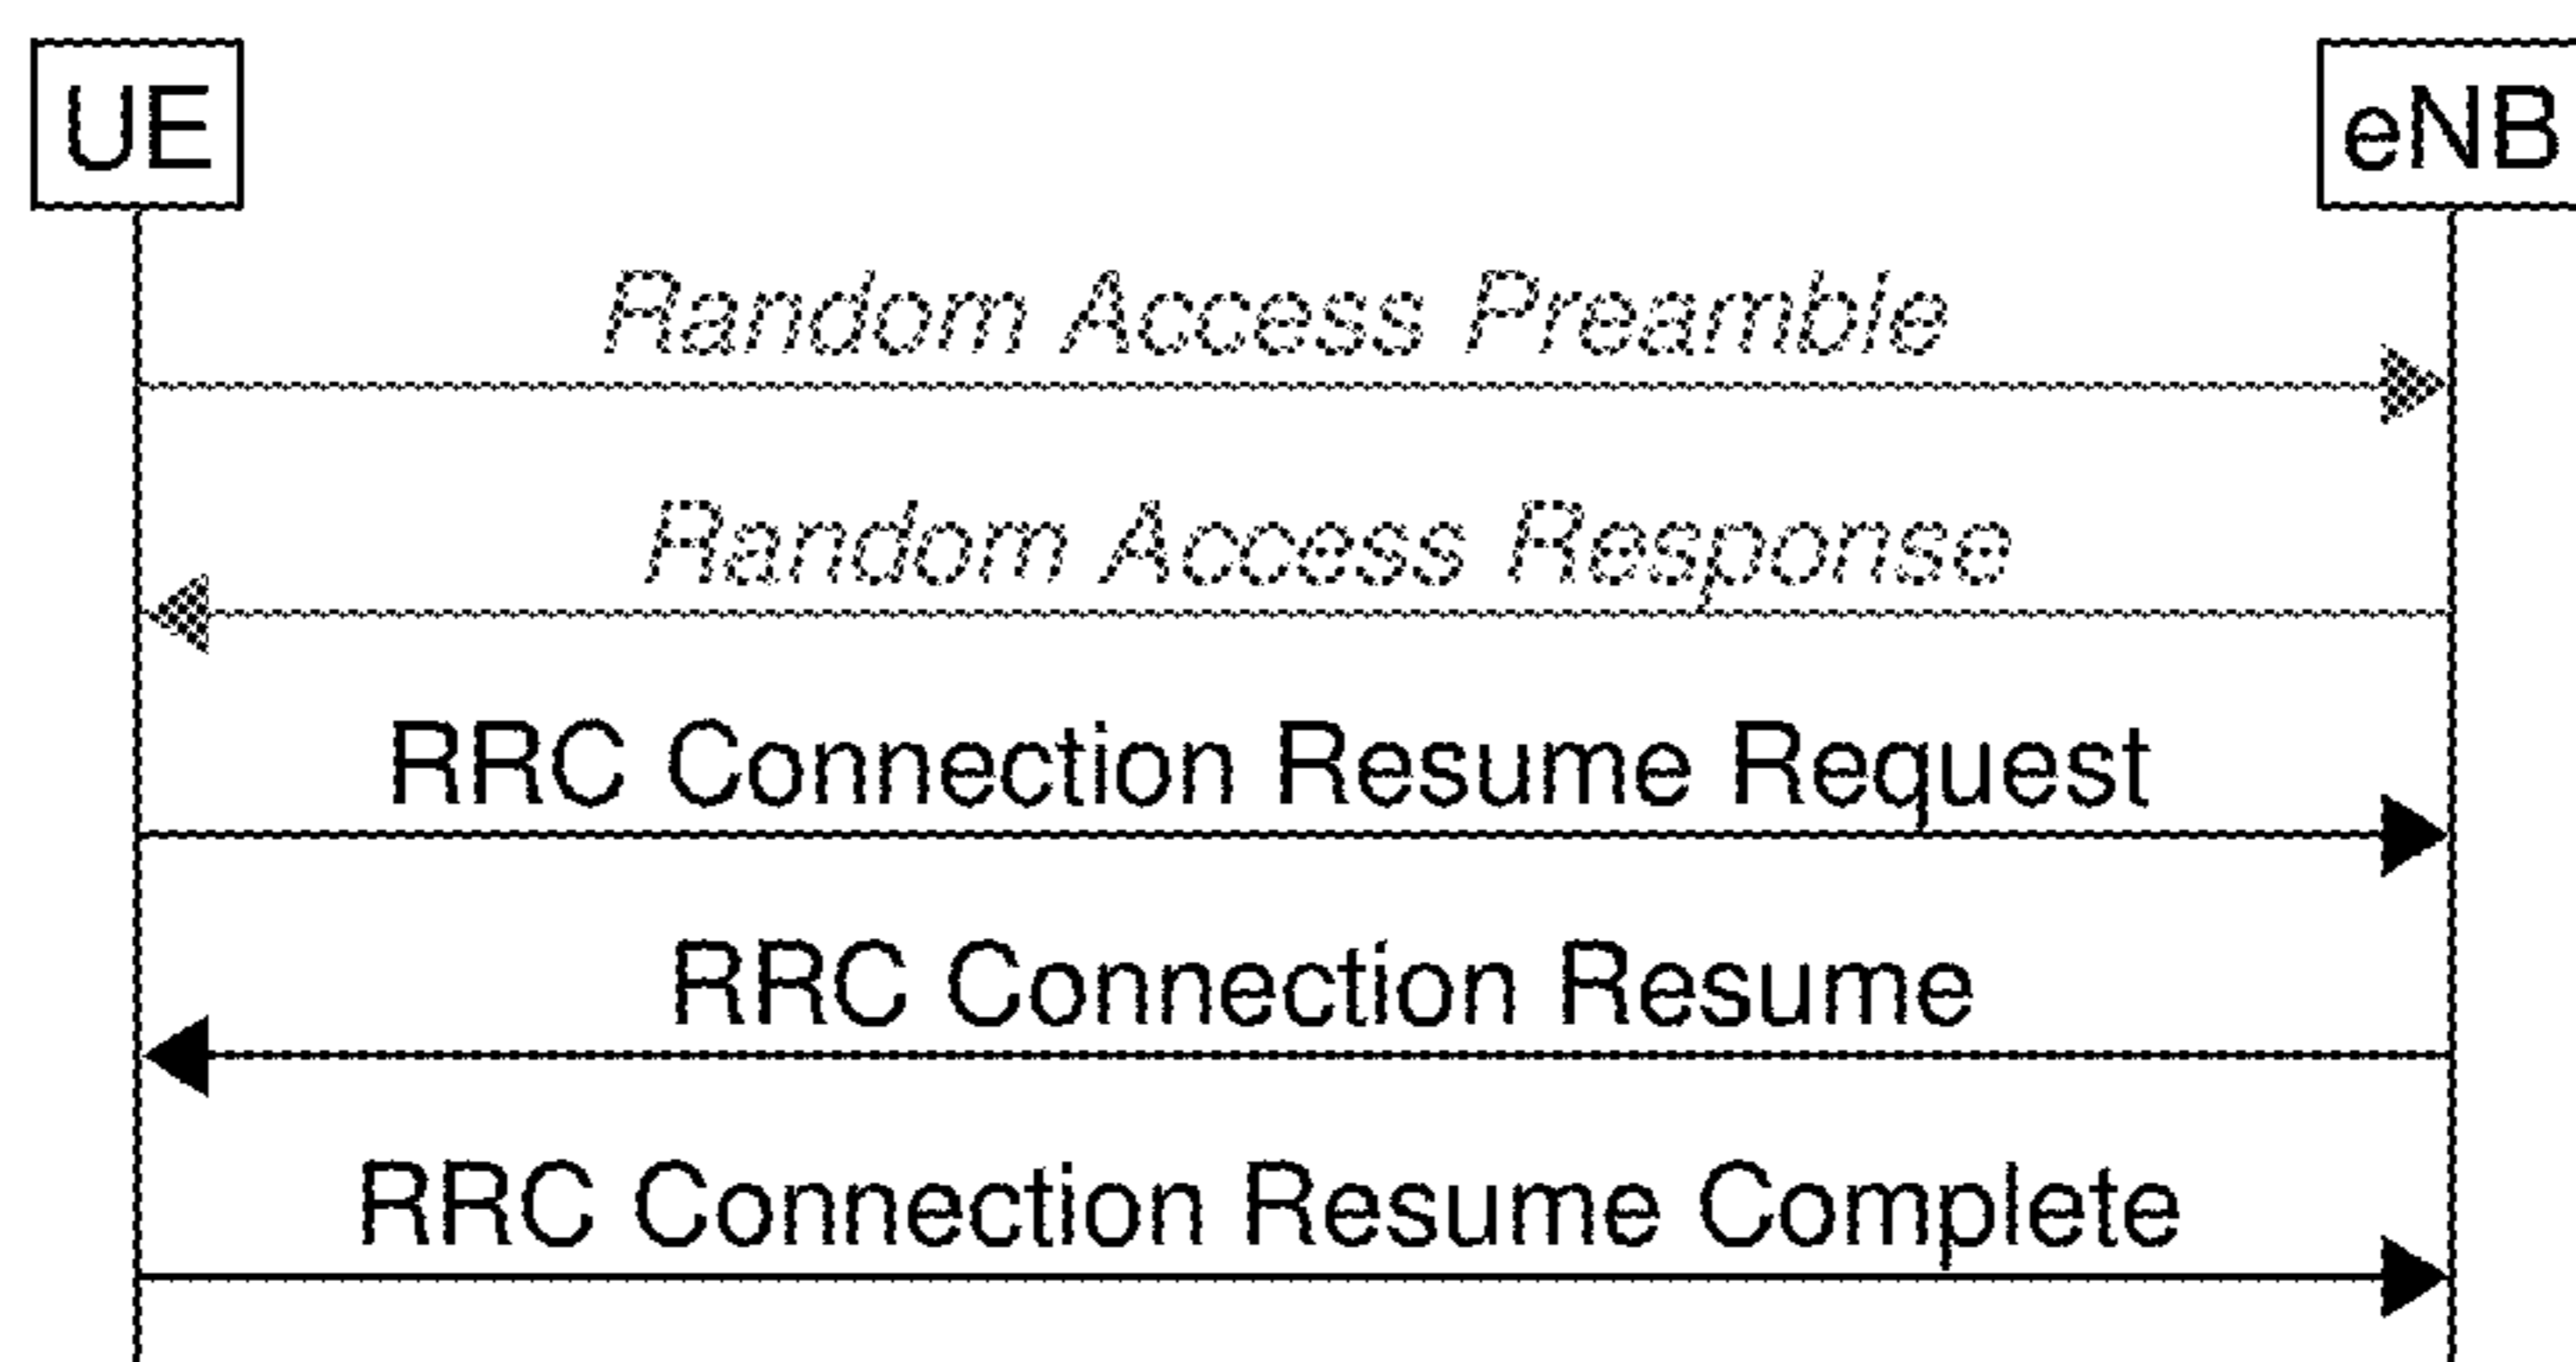 UE
eNB
Random Access Preamble
Random Access Response
RRC Connection Resume Request
RRC Connection Resume
RRC Connection Resume Complete